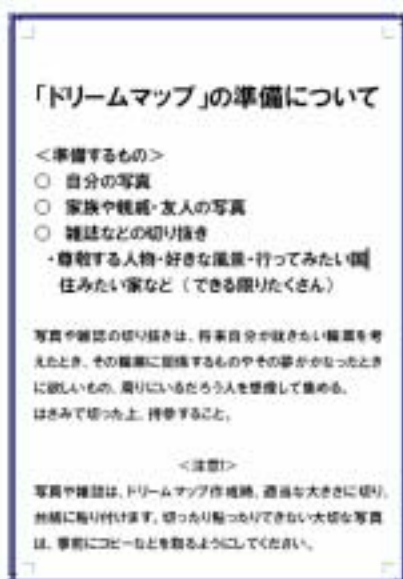 「ドリームマップ」の準備について
＜準備するもの＞
○ 自分の写真
○ 家族や親戚・友人の写真
○ 雑誌などの切り抜き
・尊敬する人物・好きな風景・行ってみたい国
住みたい家など（できる限りたくさん）
写真や雑誌の切り抜きは、将来自分が就きたい職業を考
えたとき、その職業に関係するものやその夢がかなったとき
に欲しいもの、周りにいるだろう人を想像して集める。
はさみで切った上、持参すること。
＜注意!＞
写真や雑誌は、ドリームマップ作成時、適当な大きさに切り、
台紙に貼り付けます。切ったり貼ったりできない大切な写真
は、事前にコピーなどを取るようにしてください。